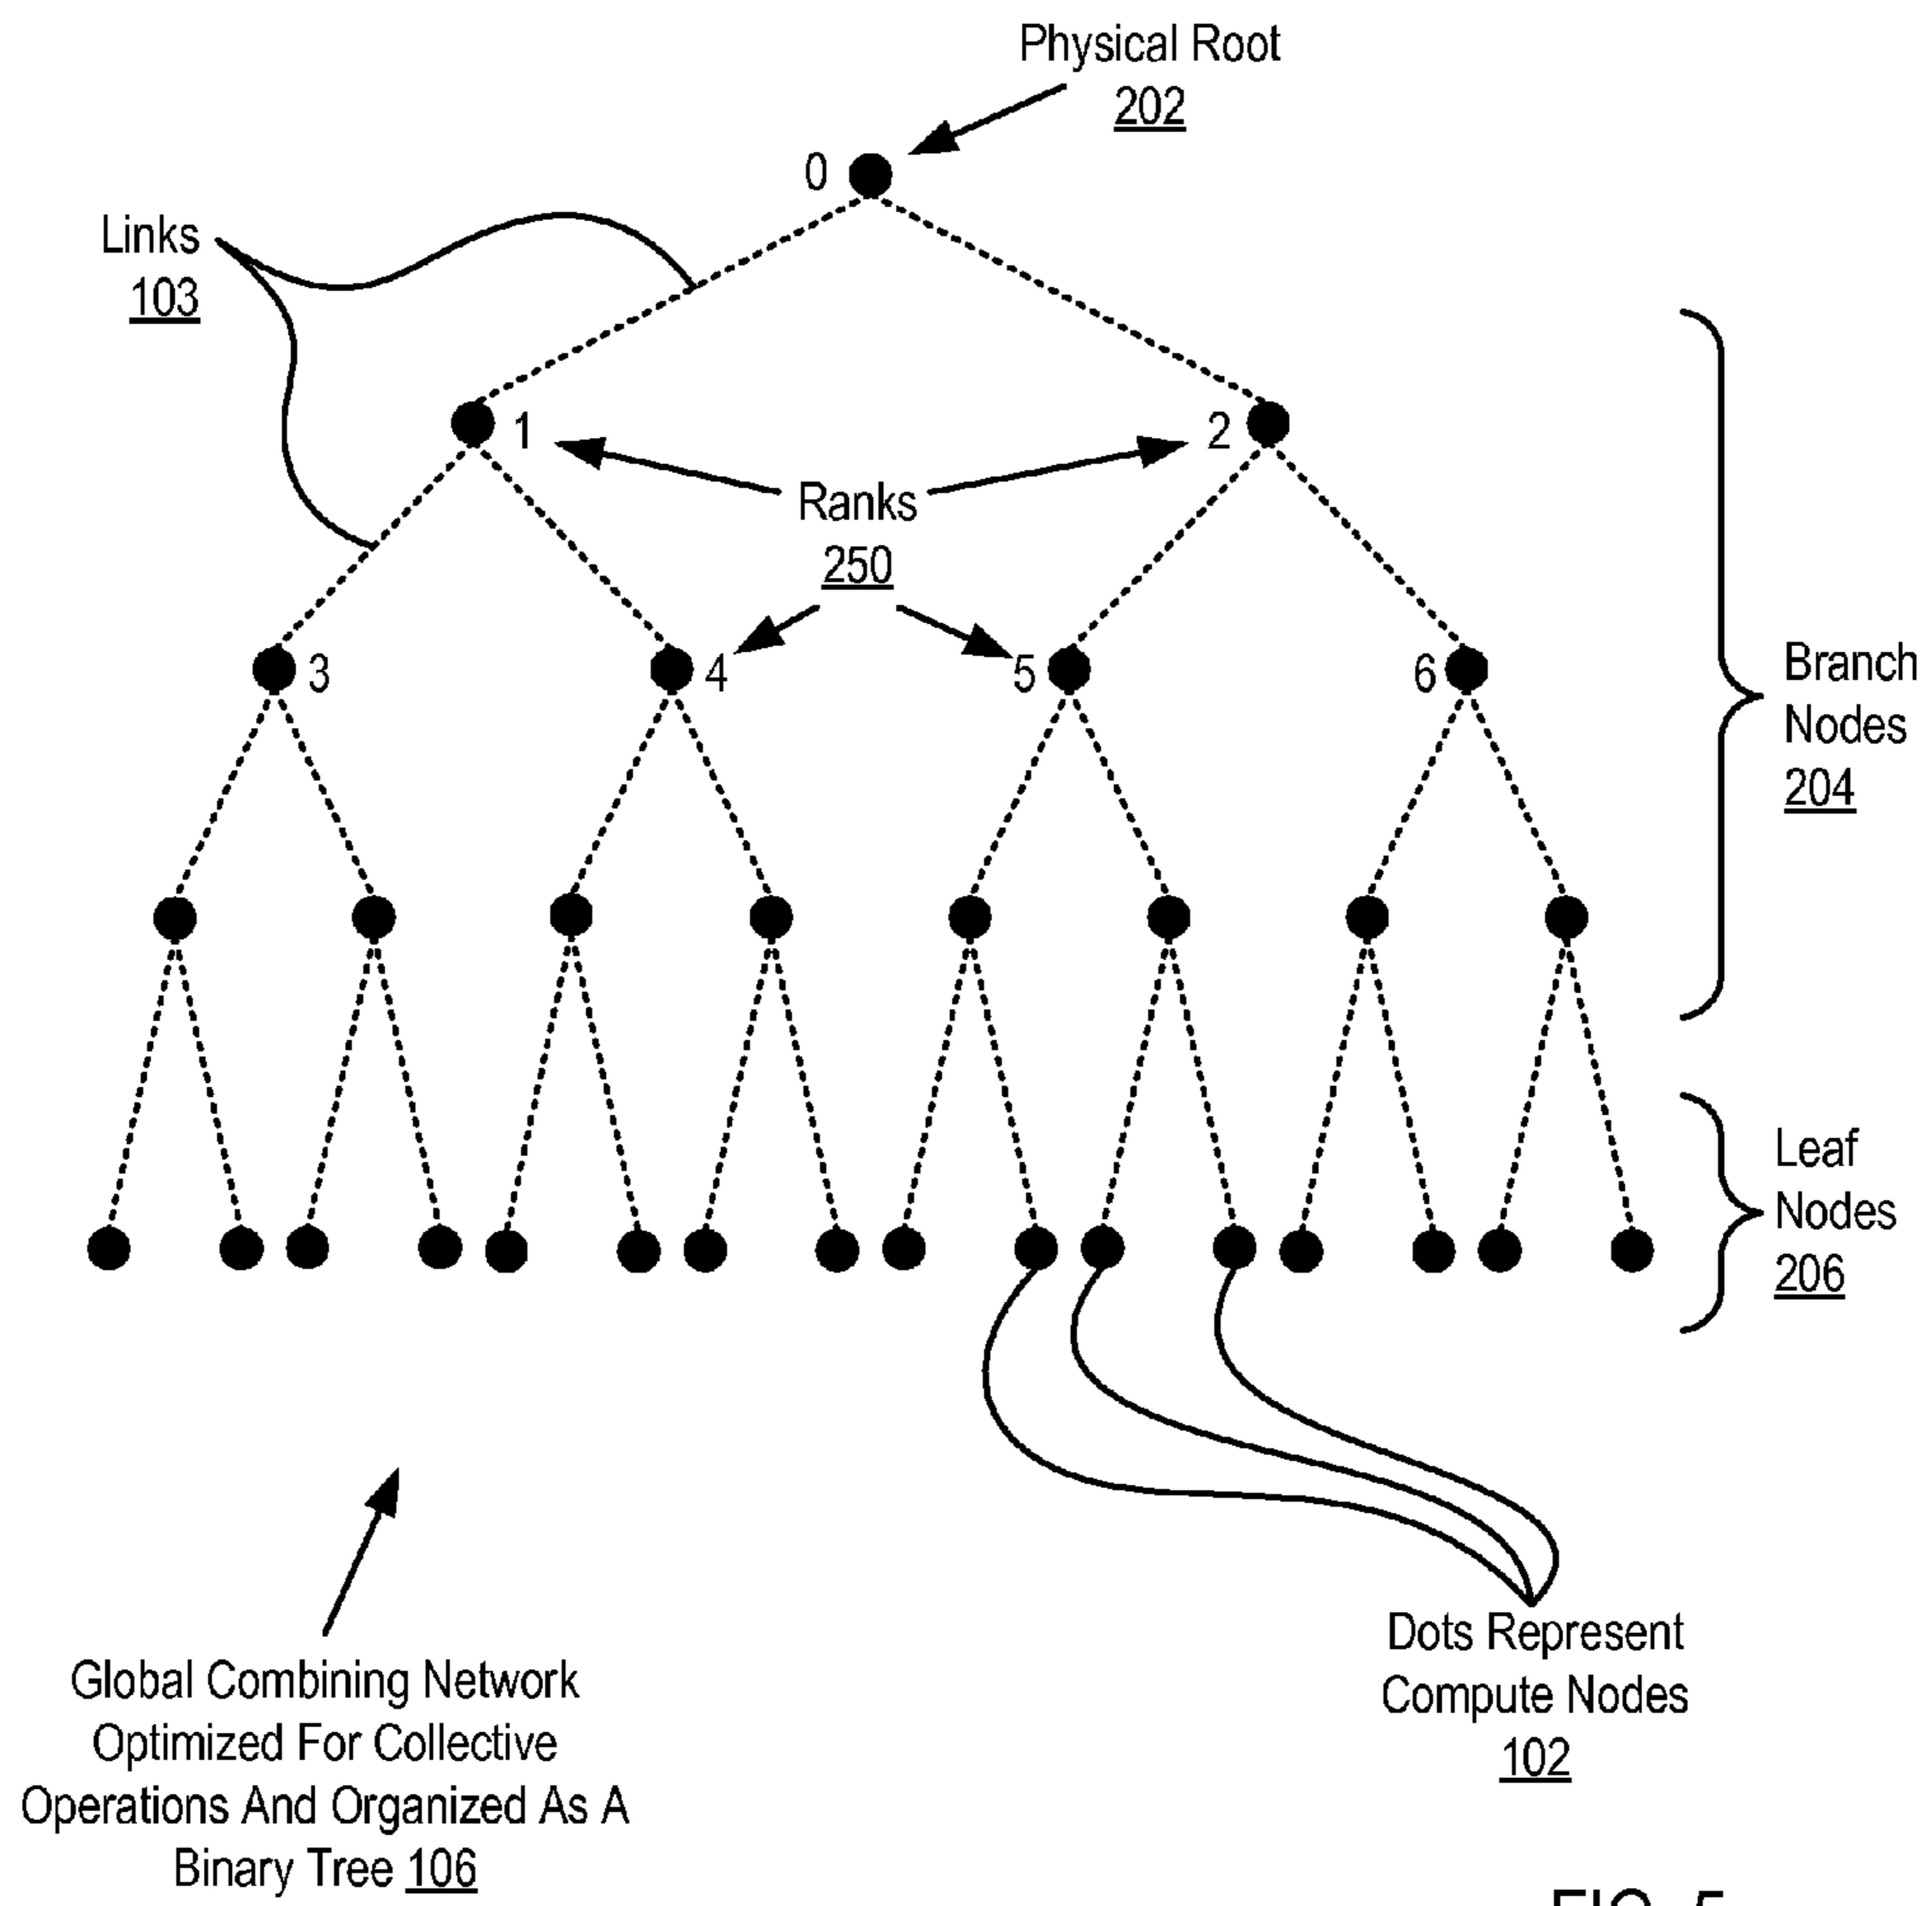 Physical Root
202
0
Links
103
1
2
Ranks
250
3
4
5
6
Branch
Nodes
204
Leaf
Nodes
206
Dots Represent
Compute Nodes
102
Global Combining Network
Optimized For Collective
Operations And Organized As A
Binary Tree 106